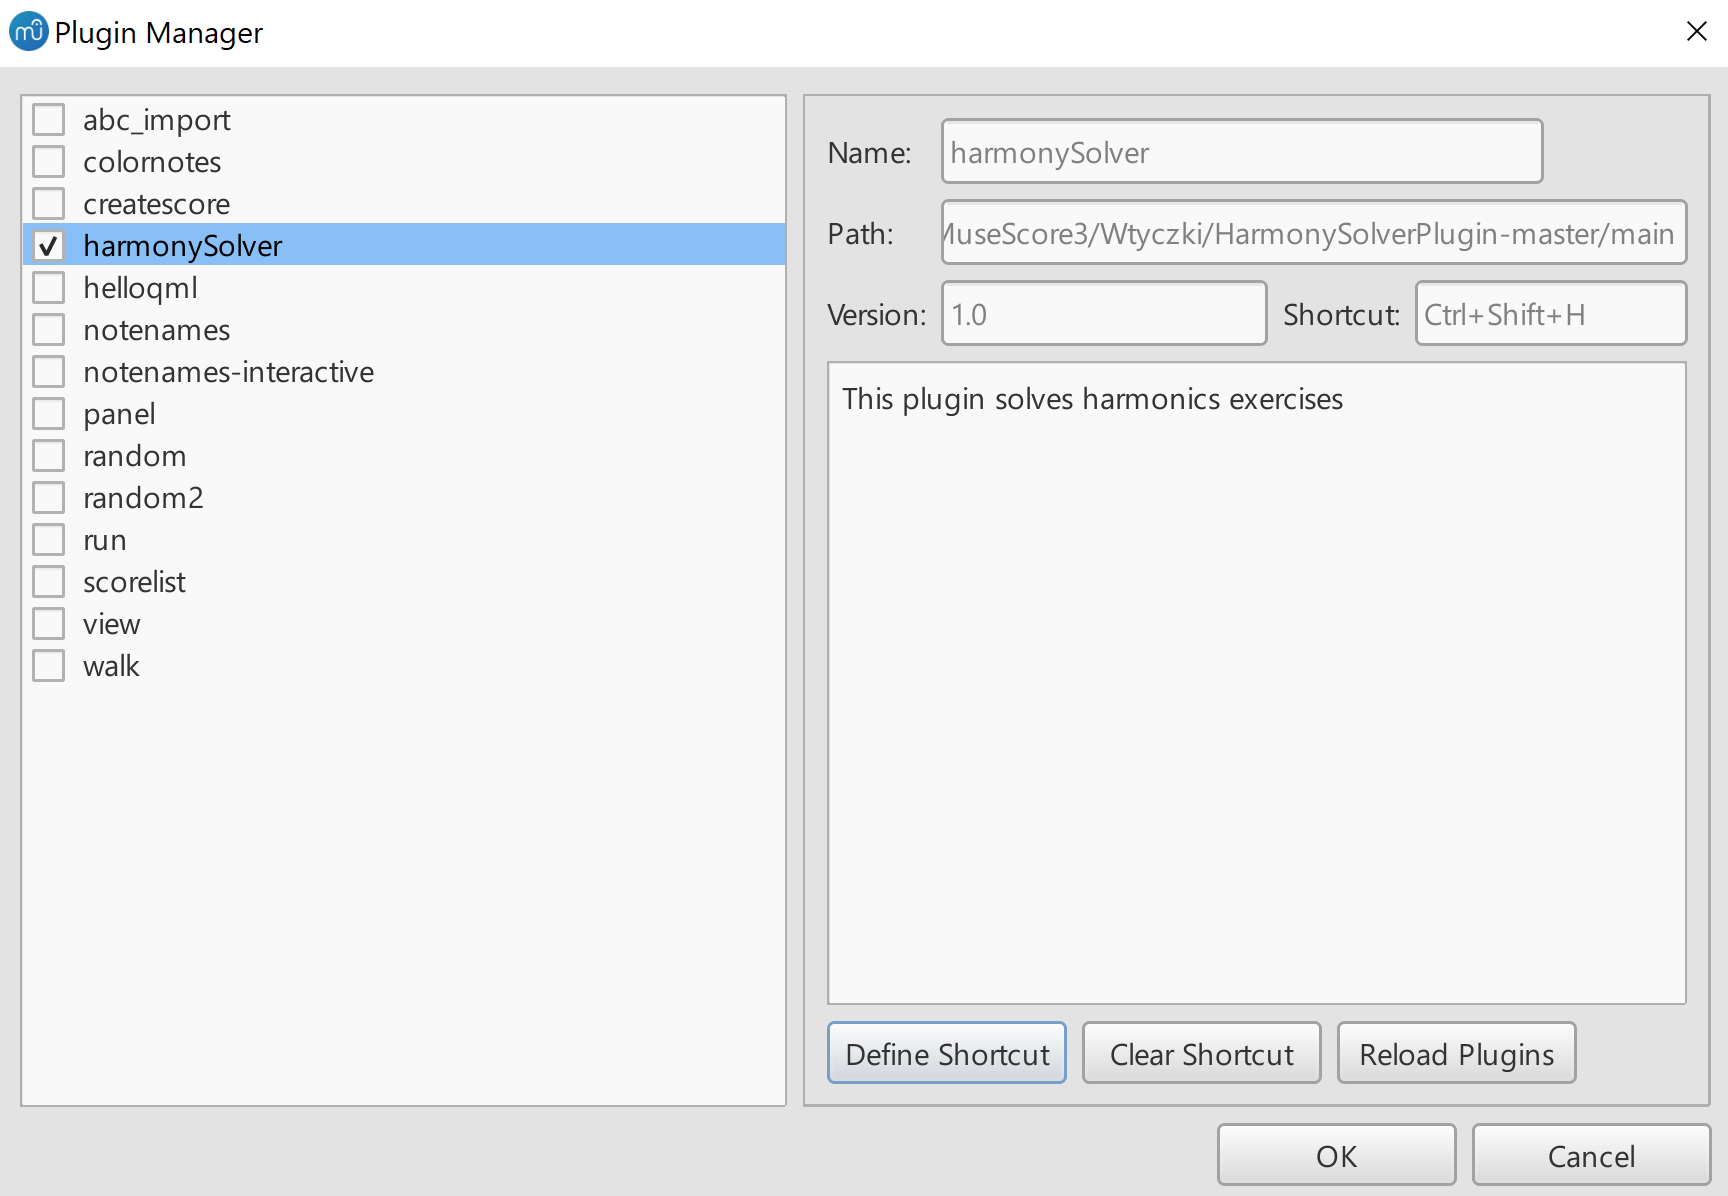 Plugin Manager
abc_import
colornotes
createscore
harmonySolver
helloqml
notenames
notenames-interactive
panel
random
random2
run
scorelist
view
walk
Name: harmonySolver
Path: MuseScore3/Wtyczki/HarmonySolverPlugin-master/main
Version: 1.0 Shortcut: Ctrl+Shift+H
This plugin solves harmonics exercises
Define Shortcut Clear Shortcut Reload Plugins
OK Cancel